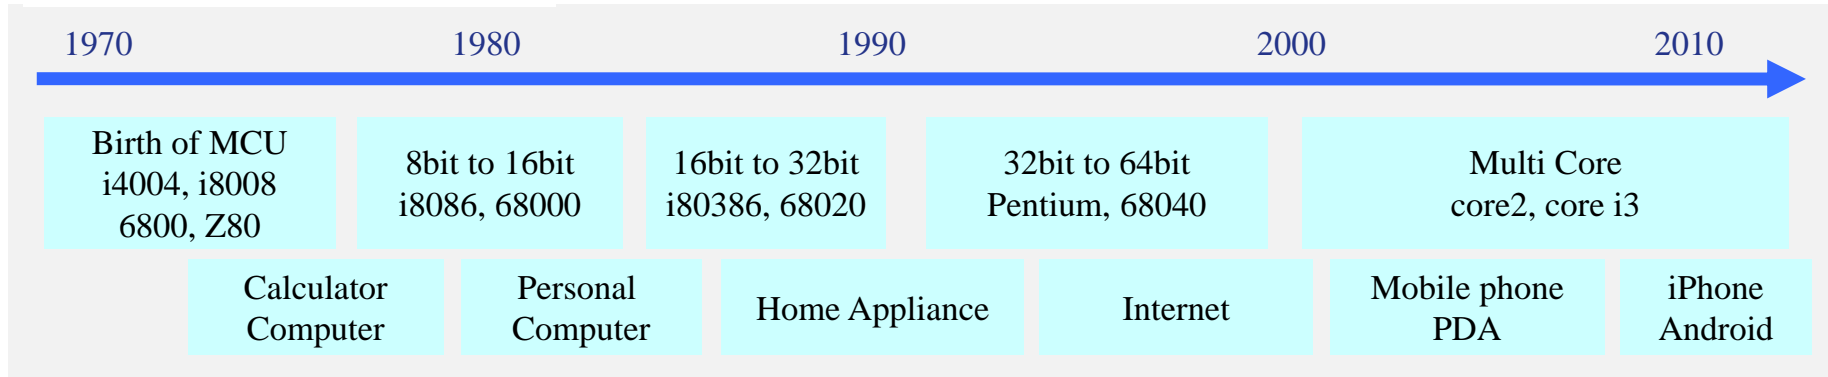 1970
1980
1990
2000
2010
Birth of MCU
i4004, i8008
6800, Z80
8bit to 16bit
i8086, 68000
16bit to 32bit
i80386, 68020
32bit to 64bit
Pentium, 68040
Multi Core
core2, core i3
Calculator
Computer
Personal
Computer
Home Appliance
Internet
Mobile phone
PDA
iPhone
Android